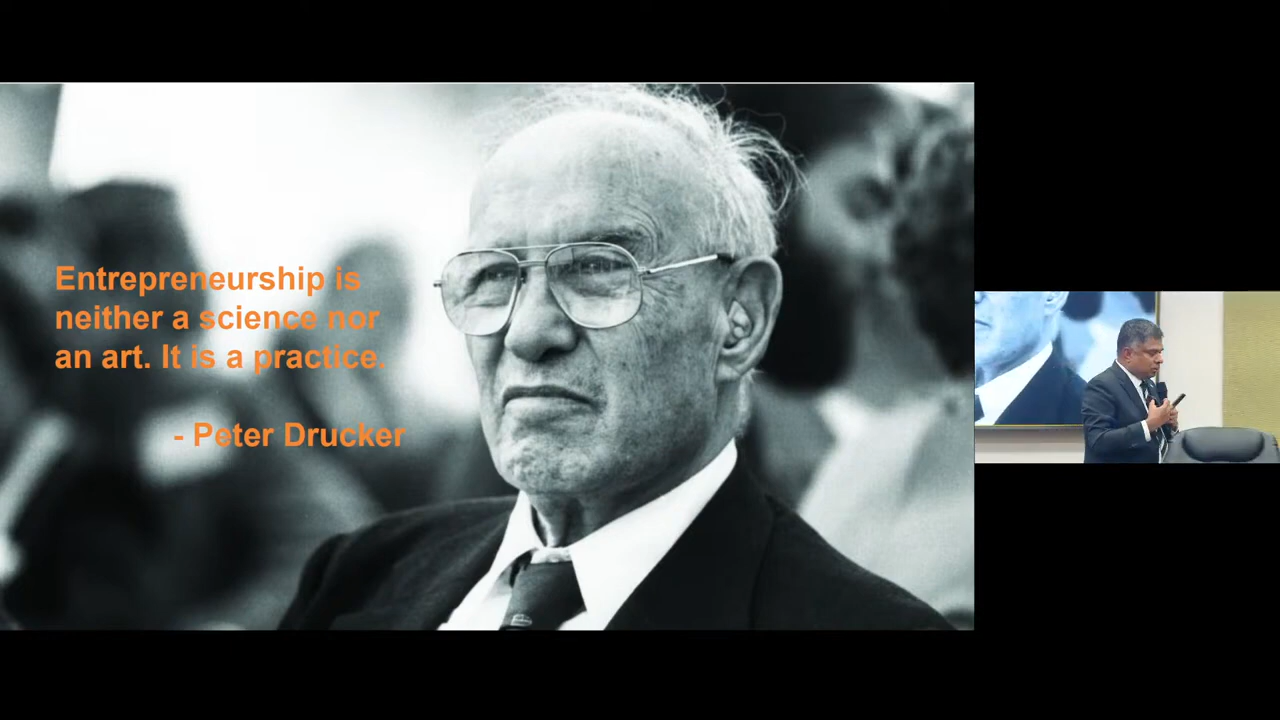 Entrepreneurship is
neither a science nor
an art. It is a practice.
- Peter Drucker